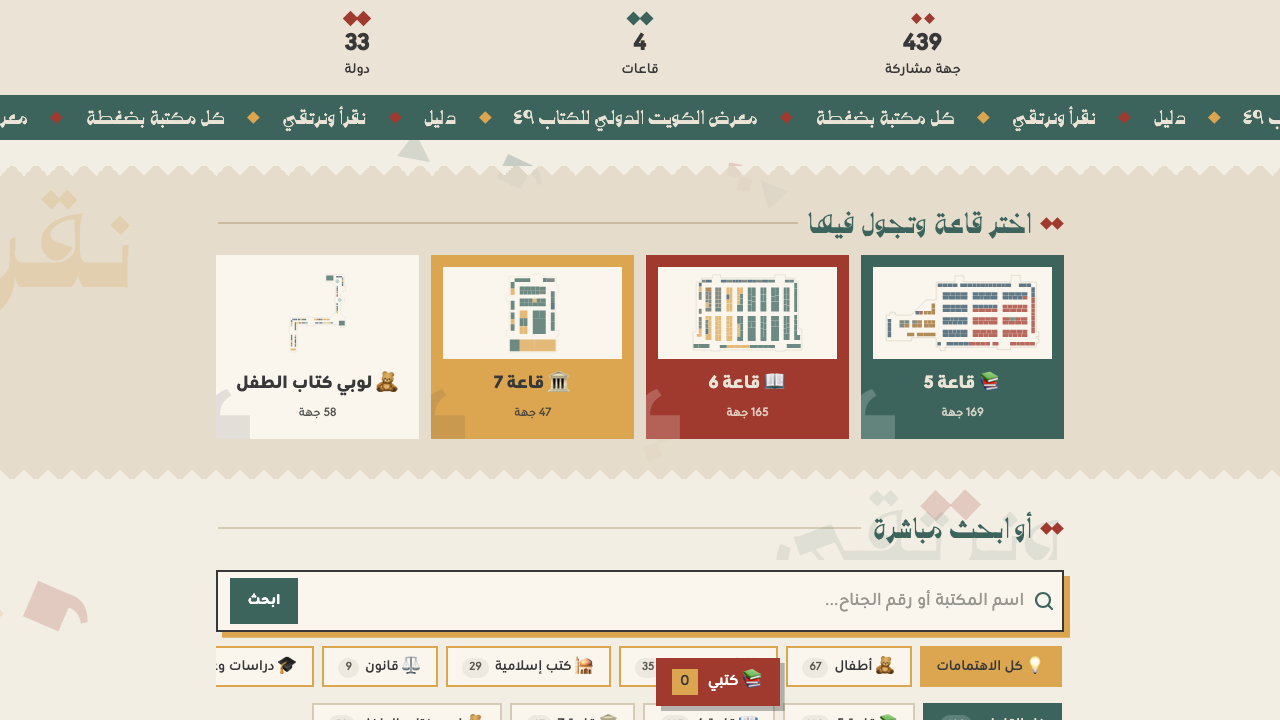 439
جهة مشاركة
4
قاعات
33
دولة
ب ٤٩ ◆ دليل ◆ نقرأ ونرتقي ◆ كل مكتبة بضغطة ◆ معرض الكويت الدولي للكتاب ٤٩ ◆ دليل ◆ نقرأ ونرتقي ◆ كل مكتبة بضغطة ◆ معر
نقر
اختر قاعة وتجول فيها
قاعة 5
169 جهة
قاعة 6
165 جهة
قاعة 7
47 جهة
لوبي كتاب الطفل
58 جهة
أو ابحث مباشرة
اسم المكتبة أو رقم الجناح...
ابحث
كل الاهتمامات
أطفال 67
35
كتب إسلامية 29
قانون 9
دراسات و
كتبي 0